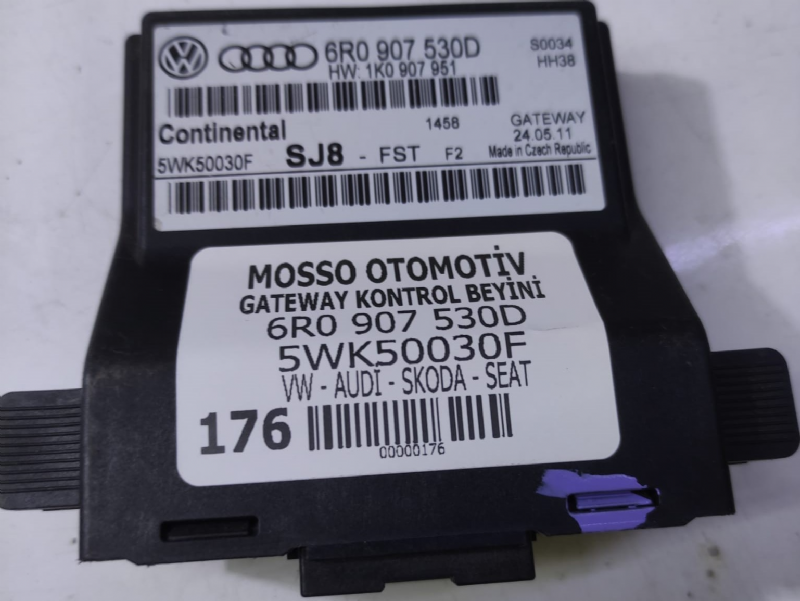 6R0 907 530D
S0034
HW: 1K0 907 951
HH38
Continental
1458
GATEWAY
24.05.11
5WK50030F
SJ8 - FST F2
Made in Czech Republic
MOSSO OTOMOTİV
GATEWAY KONTROL BEYİNİ
6R0 907 530D
5WK50030F
VW - AUDİ - SKODA - SEAT
176
00000176